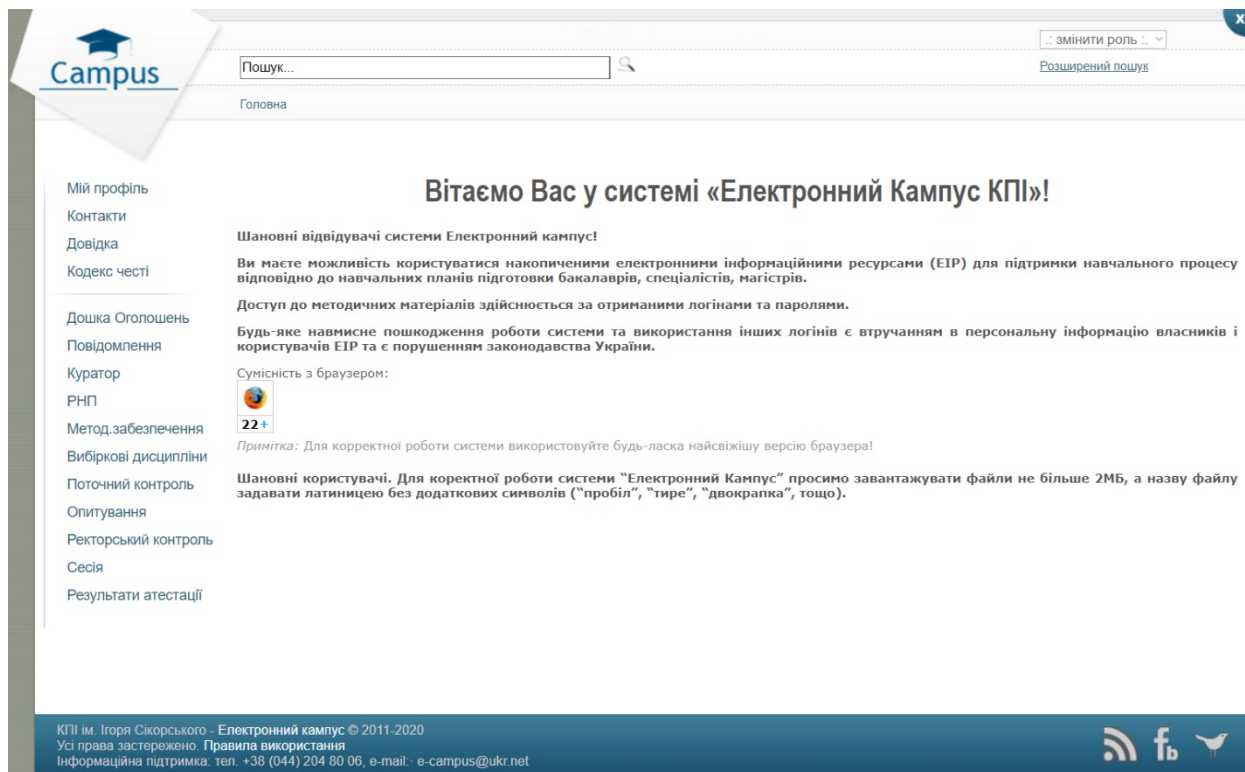 x
.: змінити роль :.
Campus
Пошук...
Розширений пошук
Головна
Мій профіль
Контакти
Довідка
Кодекс честі
Дошка Оголошень
Повідомлення
Куратор
РНП
Метод.забезпечення
Вибіркові дисципліни
Поточний контроль
Опитування
Ректорський контроль
Сесія
Результати атестації
Вітаємо Вас у системі «Електронний Кампус КПІ»!
Шановні відвідувачі системи Електронний кампус!
Ви маєте можливість користуватися накопиченими електронними інформаційними ресурсами (ЕІР) для підтримки навчального процесу
відповідно до навчальних планів підготовки бакалаврів, спеціалістів, магістрів.
Доступ до методичних матеріалів здійснюється за отриманими логінами та паролями.
Будь-яке навмисне пошкодження роботи системи та використання інших логінів є втручанням в персональну інформацію власників і
користувачів ЕІР та є порушенням законодавства України.
Сумісність з браузером:
22+
Примітка: Для корректної роботи системи використовуйте будь-ласка найсвіжішу версію браузера!
Шановні користувачі. Для коректної роботи системи “Електронний Кампус” просимо завантажувати файли не більше 2МБ, а назву файлу
задавати латиницею без додаткових символів (“пробіл”, “тире”, “двокрапка”, тощо).
КПІ ім. Ігоря Сікорського - Електронний кампус © 2011-2020
Усі права застережено. Правила використання
Інформаційна підтримка: тел. +38 (044) 204 80 06, e-mail: e-campus@ukr.net